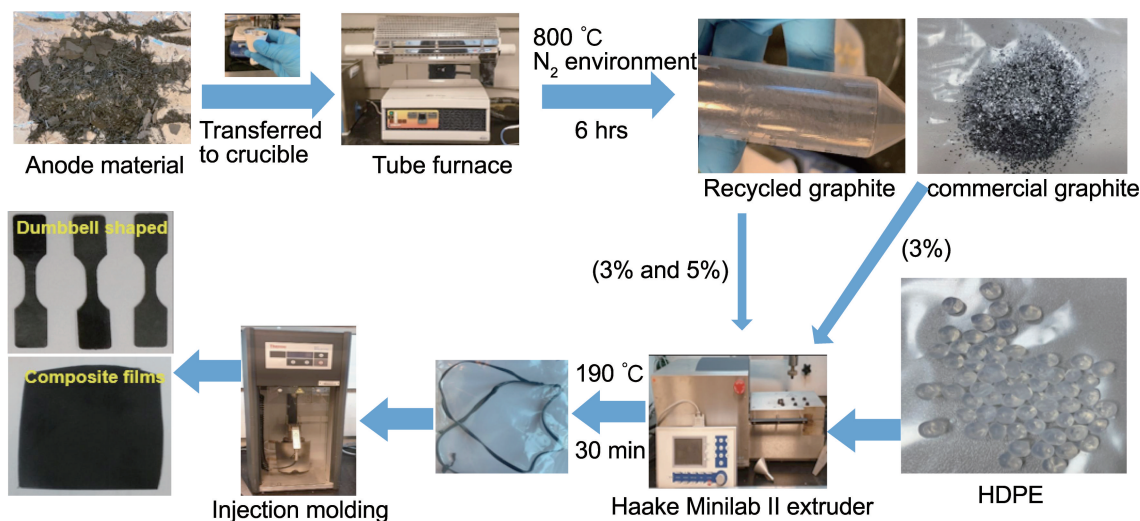 Anode material
Transferred
to crucible
Tube furnace
800 °C
N₂ environment
6 hrs
Recycled graphite
commercial graphite
(3% and 5%)
(3%)
HDPE
Haake Minilab II extruder
190 °C
30 min
Injection molding
Dumbbell shaped
Composite films